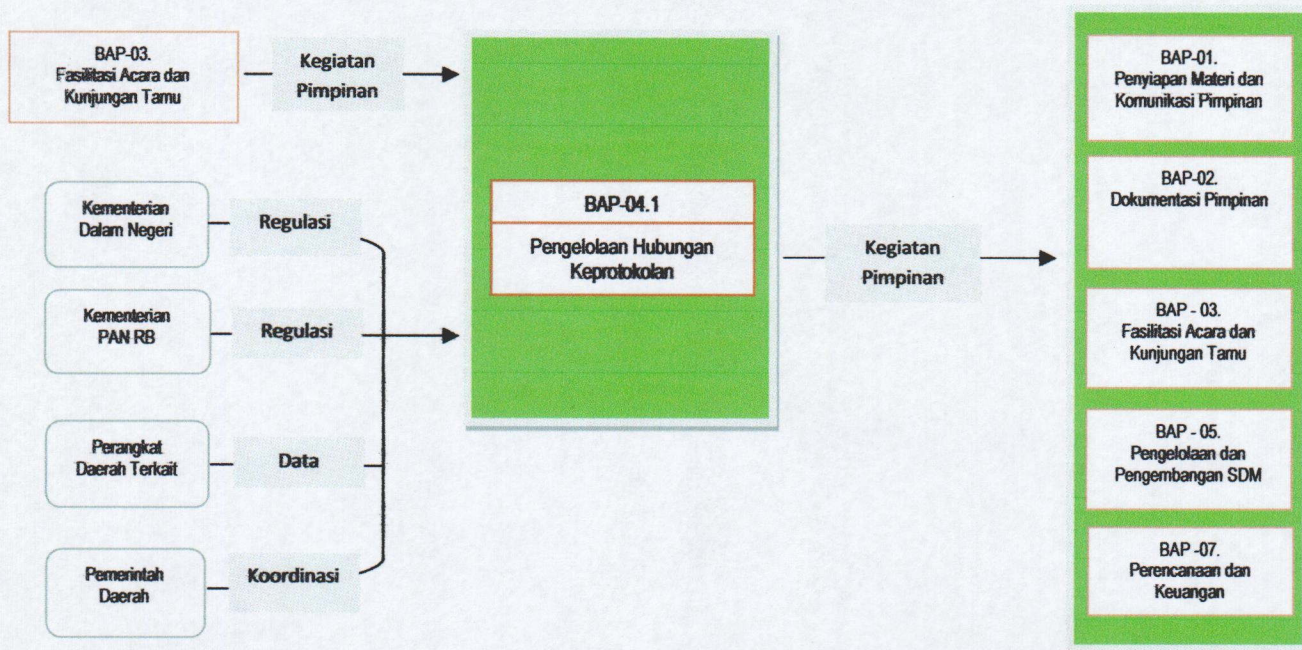 BAP-03.
Fasilitasi Acara dan
Kunjungan Tamu
Kegiatan
Pimpinan
Kementerian
Dalam Negeri
Regulasi
Kementerian
PAN RB
Regulasi
Perangkat
Daerah Terkait
Data
Pemerintah
Daerah
Koordinasi
BAP-04.1
Pengelolaan Hubungan
Keprotokolan
Kegiatan
Pimpinan
BAP-01.
Penyiapan Materi dan
Komunikasi Pimpinan
BAP-02.
Dokumentasi Pimpinan
BAP - 03.
Fasilitasi Acara dan
Kunjungan Tamu
BAP - 05.
Pengelolaan dan
Pengembangan SDM
BAP -07.
Perencanaan dan
Keuangan